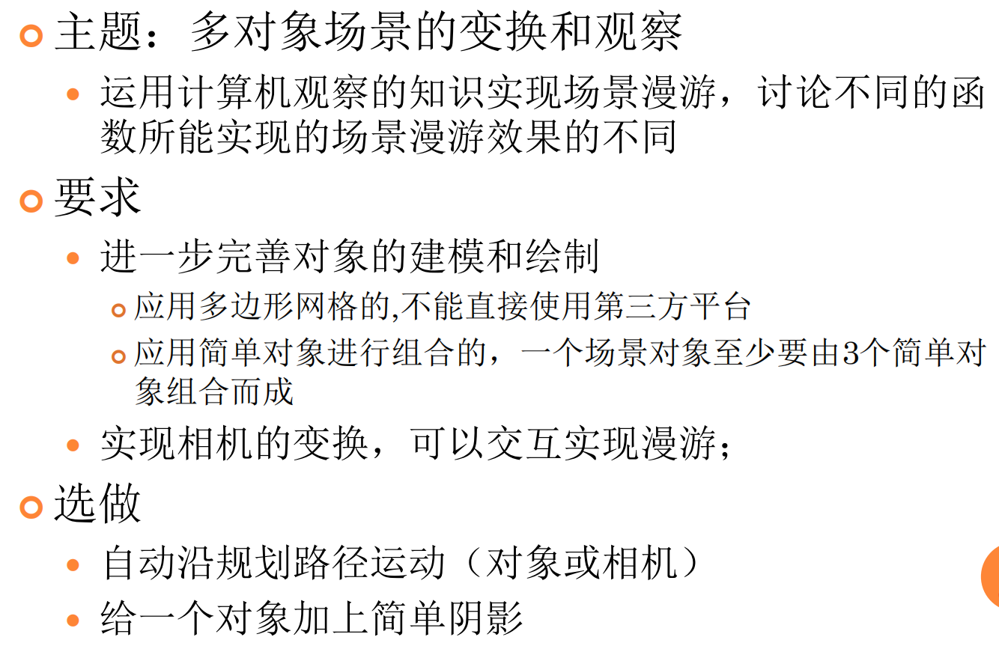 主题：多对象场景的变换和观察
运用计算机观察的知识实现场景漫游，讨论不同的函
数所能实现的场景漫游效果的不同
要求
进一步完善对象的建模和绘制
应用多边形网格的,不能直接使用第三方平台
应用简单对象进行组合的，一个场景对象至少要由3个简单对
象组合而成
实现相机的变换，可以交互实现漫游；
选做
自动沿规划路径运动（对象或相机）
给一个对象加上简单阴影